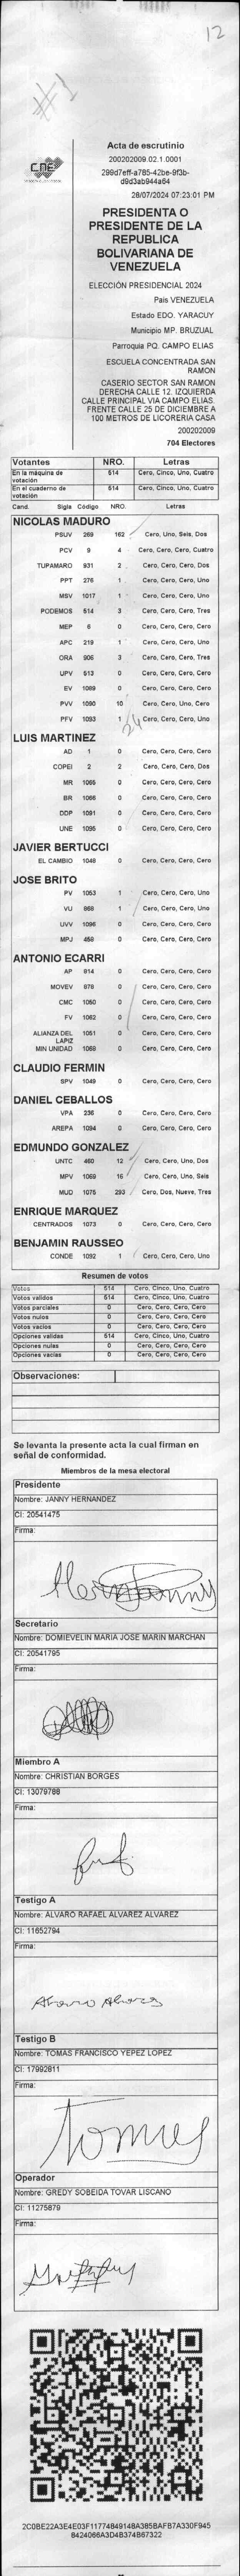 12
#1
CNE
Acta de escrutinio
200202009.02.1.0001
299d7eff-a785-42be-9f3b-
d9d3ab944a64
28/07/2024 07:23:01 PM
PRESIDENTA O
PRESIDENTE DE LA
REPUBLICA
BOLIVARIANA DE
VENEZUELA
ELECCIÓN PRESIDENCIAL 2024
País VENEZUELA
Estado EDO. YARACUY
Municipio MP. BRUZUAL
Parroquia PQ. CAMPO ELIAS
ESCUELA CONCENTRADA SAN
RAMON
CASERIO SECTOR SAN RAMON
DERECHA CALLE 12. IZQUIERDA
CALLE PRINCIPAL VIA CAMPO ELIAS.
FRENTE CALLE 25 DE DICIEMBRE A
100 METROS DE LICORERIA CASA
200202009
704 Electores
Votantes NRO. Letras
En la máquina de votación 514 Cero, Cinco, Uno, Cuatro
En el cuaderno de votación 514 Cero, Cinco, Uno, Cuatro
Cand. Sigla Código NRO. Letras
NICOLAS MADURO
PSUV 269 162 Cero, Uno, Seis, Dos
PCV 9 4 Cero, Cero, Cero, Cuatro
TUPAMARO 931 2 Cero, Cero, Cero, Dos
PPT 276 1 Cero, Cero, Cero, Uno
MSV 1017 1 Cero, Cero, Cero, Uno
PODEMOS 514 3 Cero, Cero, Cero, Tres
MEP 6 0 Cero, Cero, Cero, Cero
APC 219 1 Cero, Cero, Cero, Uno
ORA 906 3 Cero, Cero, Cero, Tres
UPV 513 0 Cero, Cero, Cero, Cero
EV 1089 0 Cero, Cero, Cero, Cero
PVV 1090 10 Cero, Cero, Uno, Cero
PFV 1093 1 Cero, Cero, Cero, Uno
24
LUIS MARTINEZ
AD 1 0 Cero, Cero, Cero, Cero
COPEI 2 2 Cero, Cero, Cero, Dos
MR 1065 0 Cero, Cero, Cero, Cero
BR 1066 0 Cero, Cero, Cero, Cero
DDP 1091 0 Cero, Cero, Cero, Cero
UNE 1095 0 Cero, Cero, Cero, Cero
JAVIER BERTUCCI
EL CAMBIO 1048 0 Cero, Cero, Cero, Cero
JOSE BRITO
PV 1053 1 Cero, Cero, Cero, Uno
VU 868 1 Cero, Cero, Cero, Uno
UVV 1096 0 Cero, Cero, Cero, Cero
MPJ 458 0 Cero, Cero, Cero, Cero
ANTONIO ECARRI
AP 814 0 Cero, Cero, Cero, Cero
MOVEV 878 0 Cero, Cero, Cero, Cero
CMC 1050 0 Cero, Cero, Cero, Cero
FV 1062 0 Cero, Cero, Cero, Cero
ALIANZA DEL LAPIZ 1051 0 Cero, Cero, Cero, Cero
MIN UNIDAD 1068 0 Cero, Cero, Cero, Cero
CLAUDIO FERMIN
SPV 1049 0 Cero, Cero, Cero, Cero
DANIEL CEBALLOS
VPA 236 0 Cero, Cero, Cero, Cero
AREPA 1094 0 Cero, Cero, Cero, Cero
EDMUNDO GONZALEZ
UNTC 460 12 Cero, Cero, Uno, Dos
MPV 1069 16 Cero, Cero, Uno, Seis
MUD 1075 293 Cero, Dos, Nueve, Tres
ENRIQUE MARQUEZ
CENTRADOS 1073 0 Cero, Cero, Cero, Cero
BENJAMIN RAUSSEO
CONDE 1092 1 Cero, Cero, Cero, Uno
Resumen de votos
Votos 514 Cero, Cinco, Uno, Cuatro
Votos validos 514 Cero, Cinco, Uno, Cuatro
Votos parciales 0 Cero, Cero, Cero, Cero
Votos nulos 0 Cero, Cero, Cero, Cero
Votos vacios 0 Cero, Cero, Cero, Cero
Opciones validas 514 Cero, Cinco, Uno, Cuatro
Opciones nulas 0 Cero, Cero, Cero, Cero
Opciones vacias 0 Cero, Cero, Cero, Cero
Observaciones:
Se levanta la presente acta la cual firman en
señal de conformidad.
Miembros de la mesa electoral
Presidente
Nombre: JANNY HERNANDEZ
CI: 20541475
Firma:
Secretario
Nombre: DOMIEVELIN MARIA JOSE MARIN MARCHAN
CI: 20541795
Firma:
Miembro A
Nombre: CHRISTIAN BORGES
CI: 13079788
Firma:
Testigo A
Nombre: ALVARO RAFAEL ALVAREZ ALVAREZ
CI: 11652794
Firma:
Alvaro Alvarez
Testigo B
Nombre: TOMAS FRANCISCO YEPEZ LOPEZ
CI: 17992811
Firma:
Tomas
Operador
Nombre: GREDY SOBEIDA TOVAR LISCANO
CI: 11275879
Firma:
2C0BE22A3E4E03F11774849148A385BAFB7A330F945
B424066A3D4B374B67322